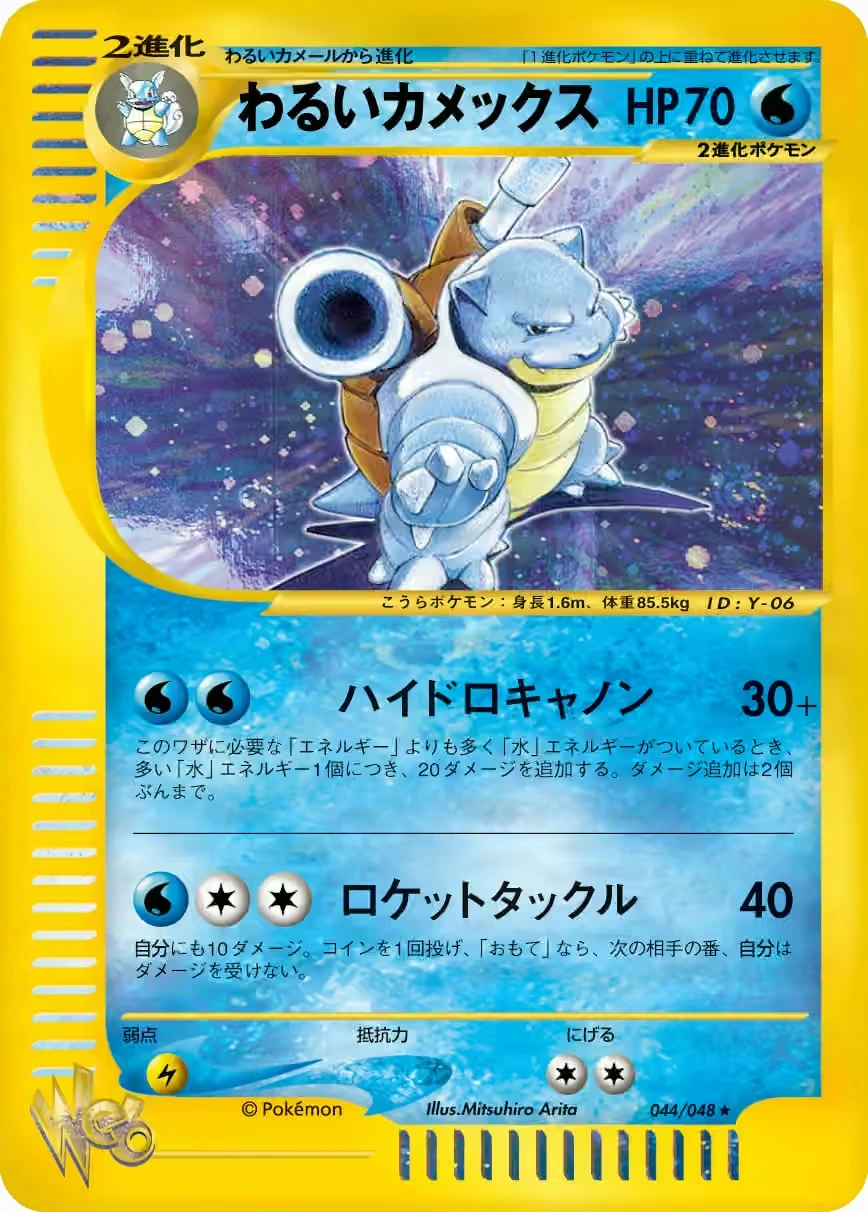 2進化
わるいカメールから進化
「1進化ポケモン」の上に重ねて進化させます。
わるいカメックス HP70
2進化ポケモン
こうらポケモン：身長1.6m、体重85.5kg ID：Y-06
ハイドロキャノン 30+
このワザに必要な「エネルギー」よりも多く「水」エネルギーがついているとき、
多い「水」エネルギー1個につき、20ダメージを追加する。ダメージ追加は2個
ぶんまで。
ロケットタックル 40
自分にも10ダメージ。コインを1回投げ、「おもて」なら、次の相手の番、自分は
ダメージを受けない。
弱点 抵抗力 にげる
© Pokémon Illus.Mitsuhiro Arita 044/048 ★
Web